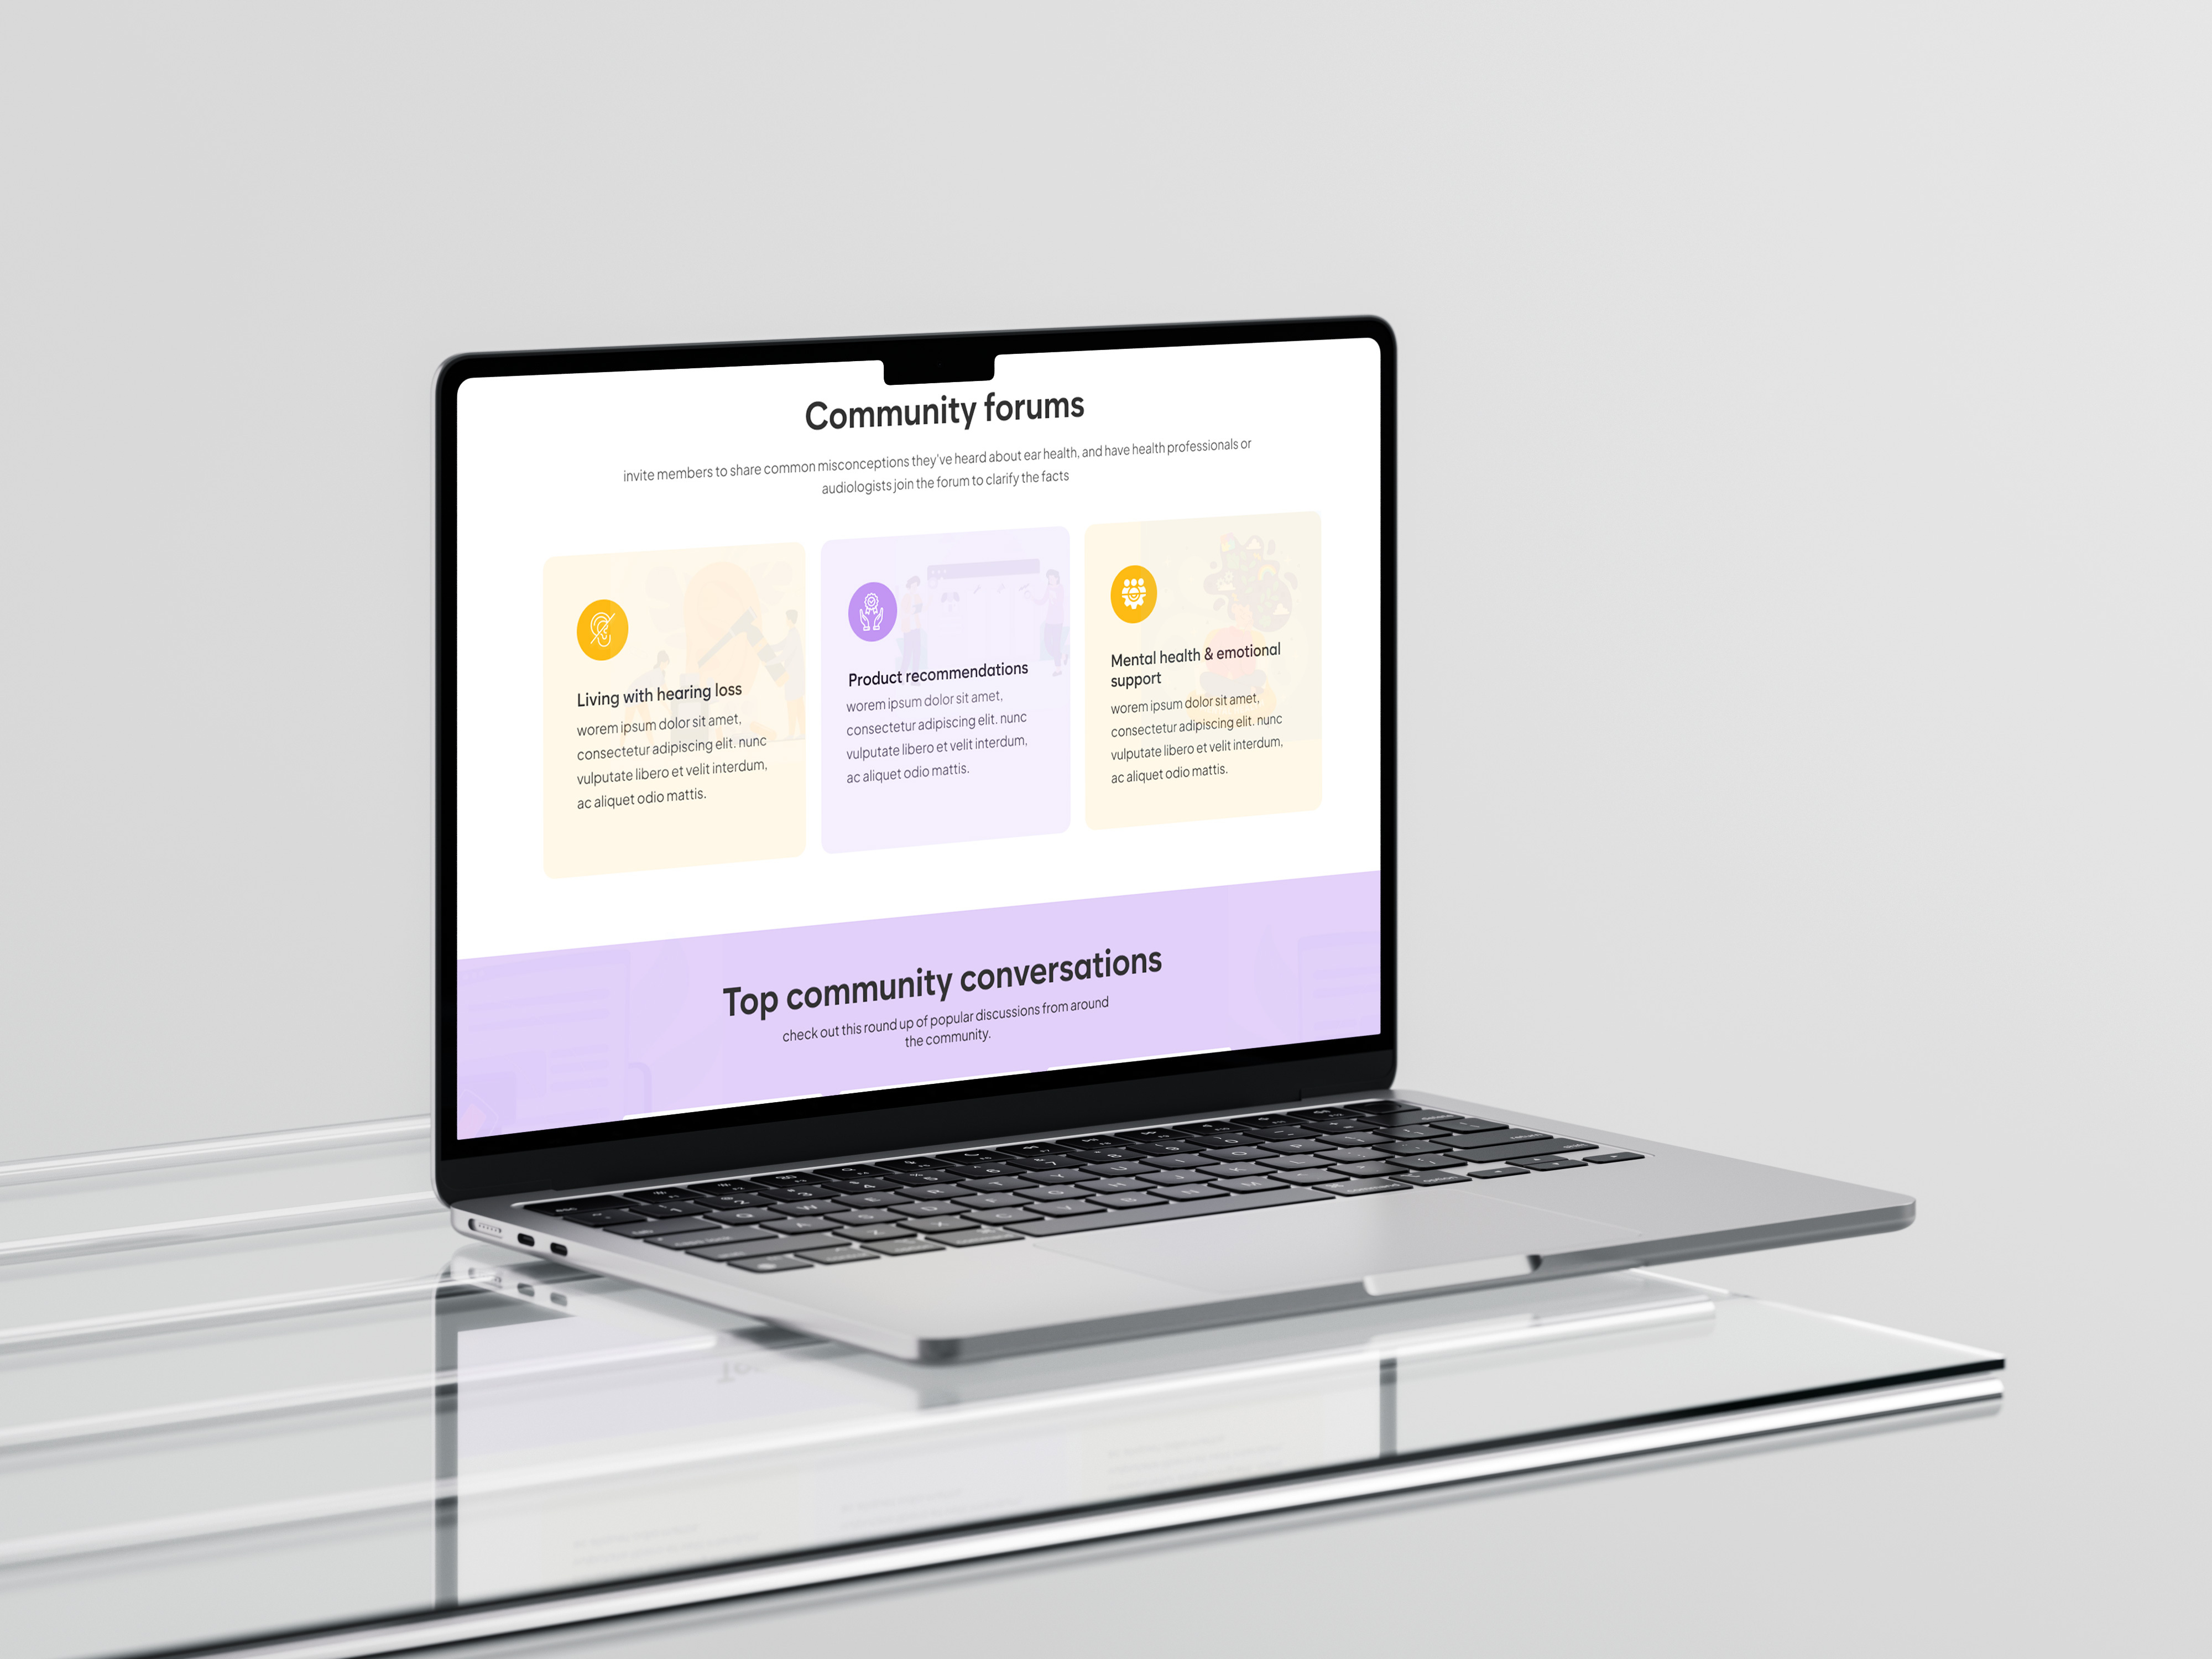 Community forums
invite members to share common misconceptions they've heard about ear health, and have health professionals or
audiologists join the forum to clarify the facts
Living with hearing loss
worem ipsum dolor sit amet,
consectetur adipiscing elit. nunc
vulputate libero et velit interdum,
ac aliquet odio mattis.
Product recommendations
worem ipsum dolor sit amet,
consectetur adipiscing elit. nunc
vulputate libero et velit interdum,
ac aliquet odio mattis.
Mental health & emotional
support
worem ipsum dolor sit amet,
consectetur adipiscing elit. nunc
vulputate libero et velit interdum,
ac aliquet odio mattis.
Top community conversations
check out this round up of popular discussions from around
the community.